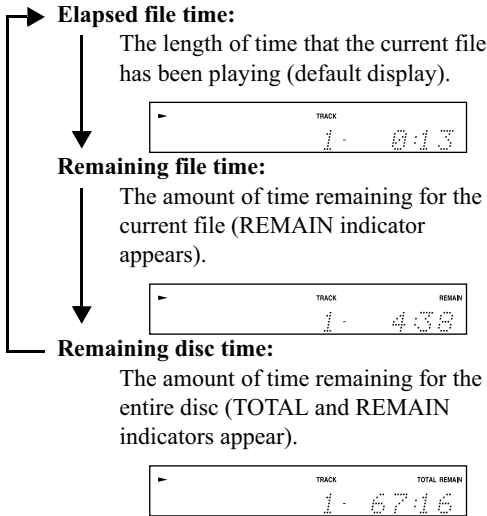 Elapsed file time:
The length of time that the current file
has been playing (default display).
TRACK
1- 0:13
Remaining file time:
The amount of time remaining for the
current file (REMAIN indicator
appears).
TRACK REMAIN
1- 4:38
Remaining disc time:
The amount of time remaining for the
entire disc (TOTAL and REMAIN
indicators appear).
TRACK TOTAL REMAIN
1- 67:16